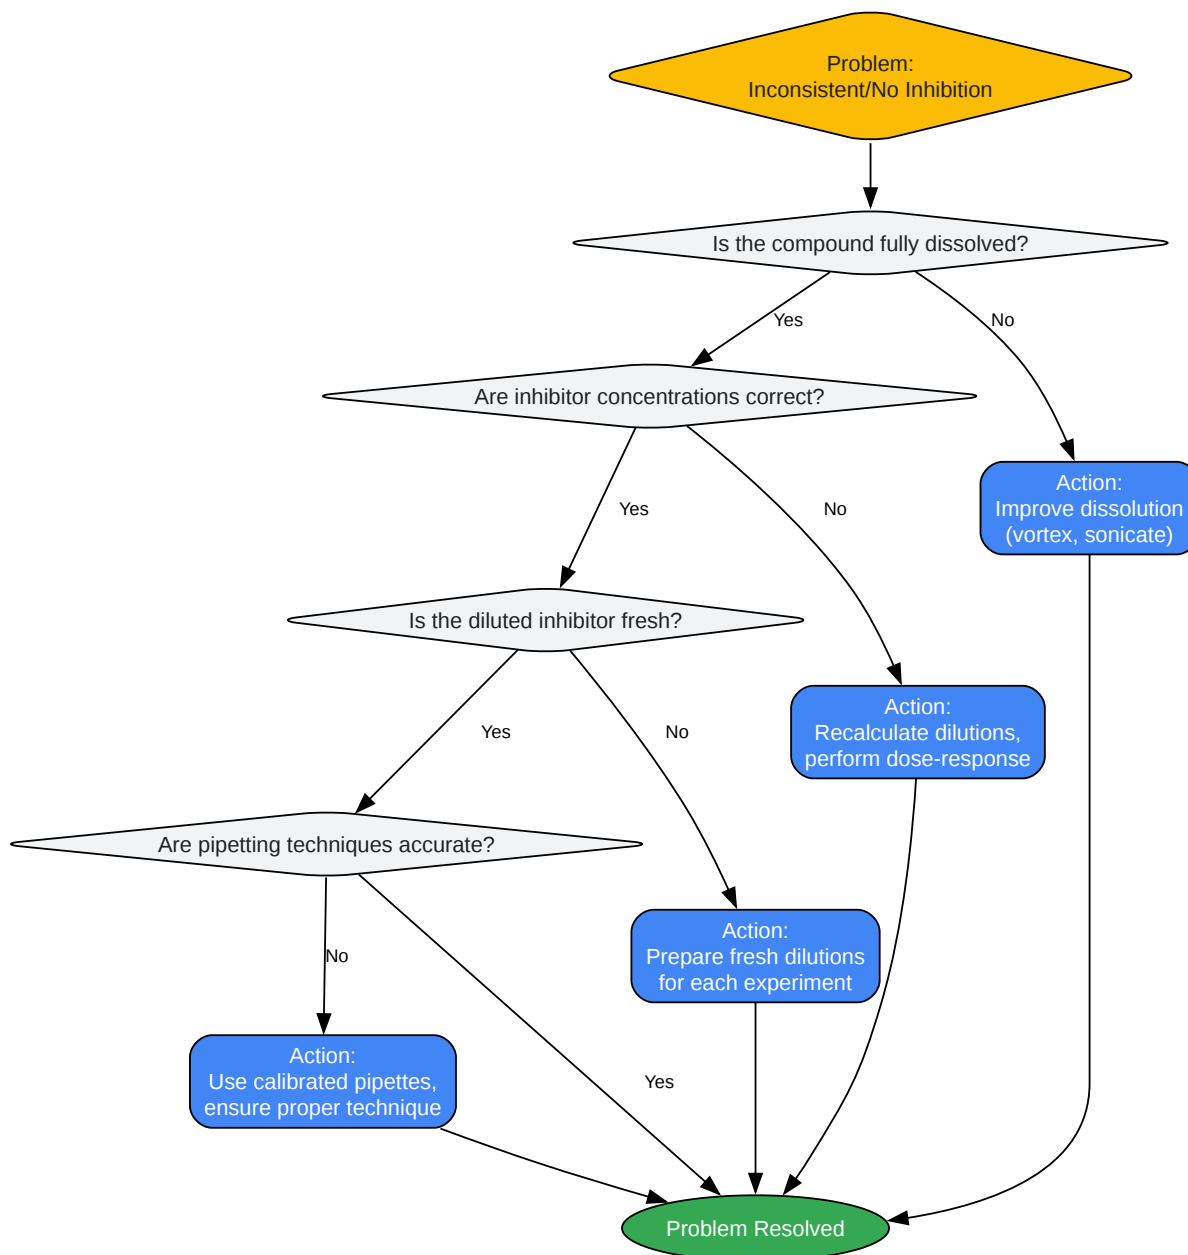 Problem:
Inconsistent/No Inhibition
Is the compound fully dissolved?
Yes
No
Are inhibitor concentrations correct?
Action:
Improve dissolution
(vortex, sonicate)
Yes
No
Is the diluted inhibitor fresh?
Action:
Recalculate dilutions,
perform dose-response
Yes
No
Are pipetting techniques accurate?
Action:
Prepare fresh dilutions
for each experiment
No
Yes
Action:
Use calibrated pipettes,
ensure proper technique
Problem Resolved